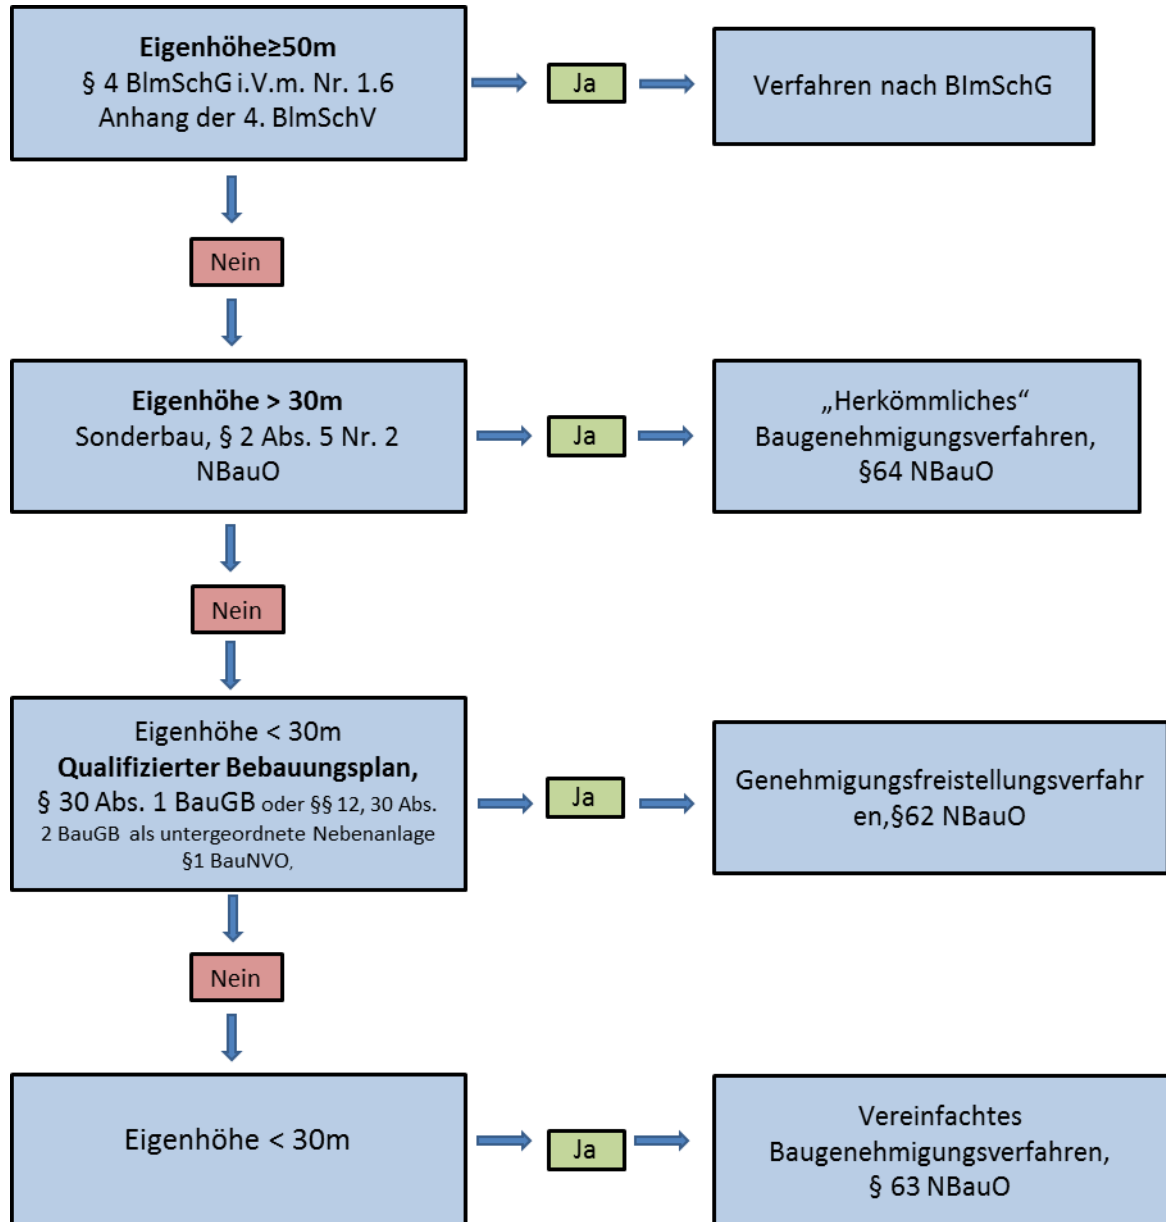 Eigenhöhe≥50m
§ 4 BImSchG i.V.m. Nr. 1.6
Anhang der 4. BImSchV
Ja
Verfahren nach BImSchG
Nein
Eigenhöhe > 30m
Sonderbau, § 2 Abs. 5 Nr. 2
NBauO
Ja
„Herkömmliches“
Baugenehmigungsverfahren,
§64 NBauO
Nein
Eigenhöhe < 30m
Qualifizierter Bebauungsplan,
§ 30 Abs. 1 BauGB oder §§ 12, 30 Abs.
2 BauGB als untergeordnete Nebenanlage
§1 BauNVO,
Ja
Genehmigungsfreistellungsverfahr
en,§62 NBauO
Nein
Eigenhöhe < 30m
Ja
Vereinfachtes
Baugenehmigungsverfahren,
§ 63 NBauO